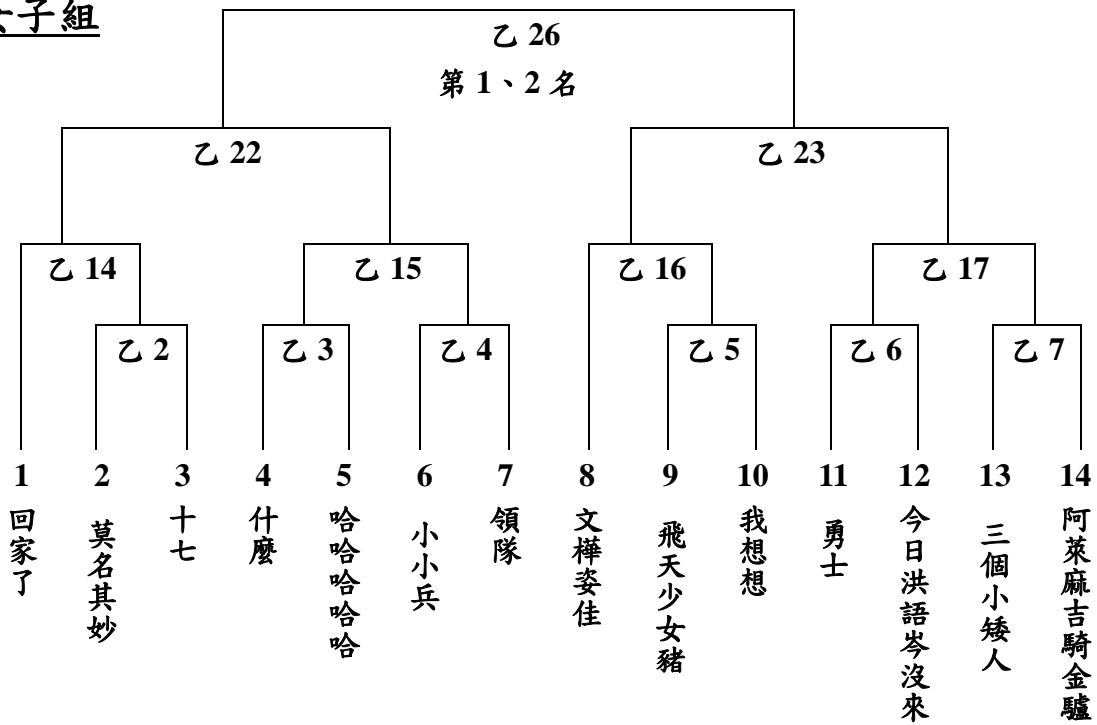 女子組
乙 26
第 1、2 名
乙 22
乙 23
乙 14
乙 15
乙 16
乙 17
乙 2
乙 3
乙 4
乙 5
乙 6
乙 7
1 2 3 4 5 6 7 8 9 10 11 12 13 14
回家了
莫名其妙
十七
什麼
哈哈哈哈哈
小小兵
領隊
文樺姿佳
飛天少女豬
我想想
勇士
今日洪語岑沒來
三個小矮人
阿萊麻吉騎金驢